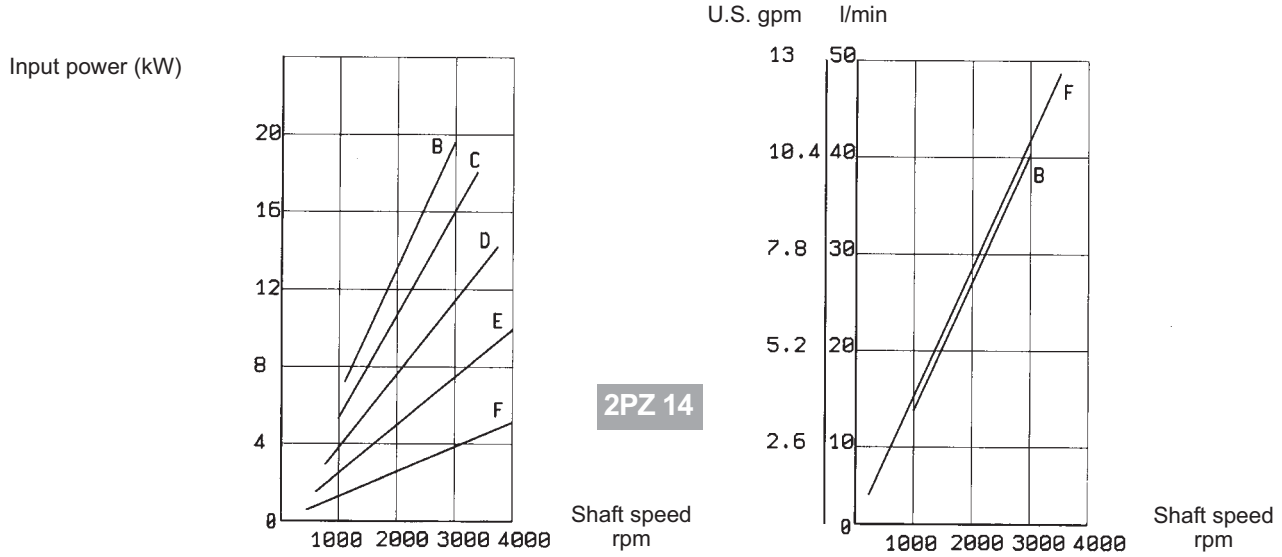 U.S. gpm l/min
Input power (kW)
13 50
20
16
12
8
4
0
B
C
D
E
F
1000 2000 3000 4000
Shaft speed
rpm
2PZ 14
10.4 40
7.8 30
5.2 20
2.6 10
0
F
B
1000 2000 3000 4000
Shaft speed
rpm